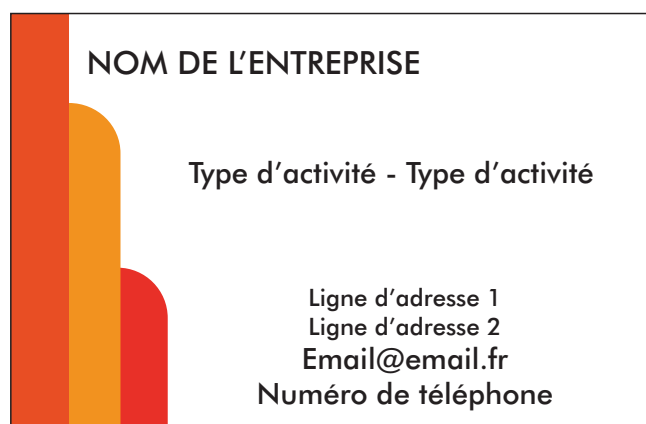 NOM DE L’ENTREPRISE
Type d’activité - Type d’activité
Ligne d’adresse 1
Ligne d’adresse 2
Email@email.fr
Numéro de téléphone